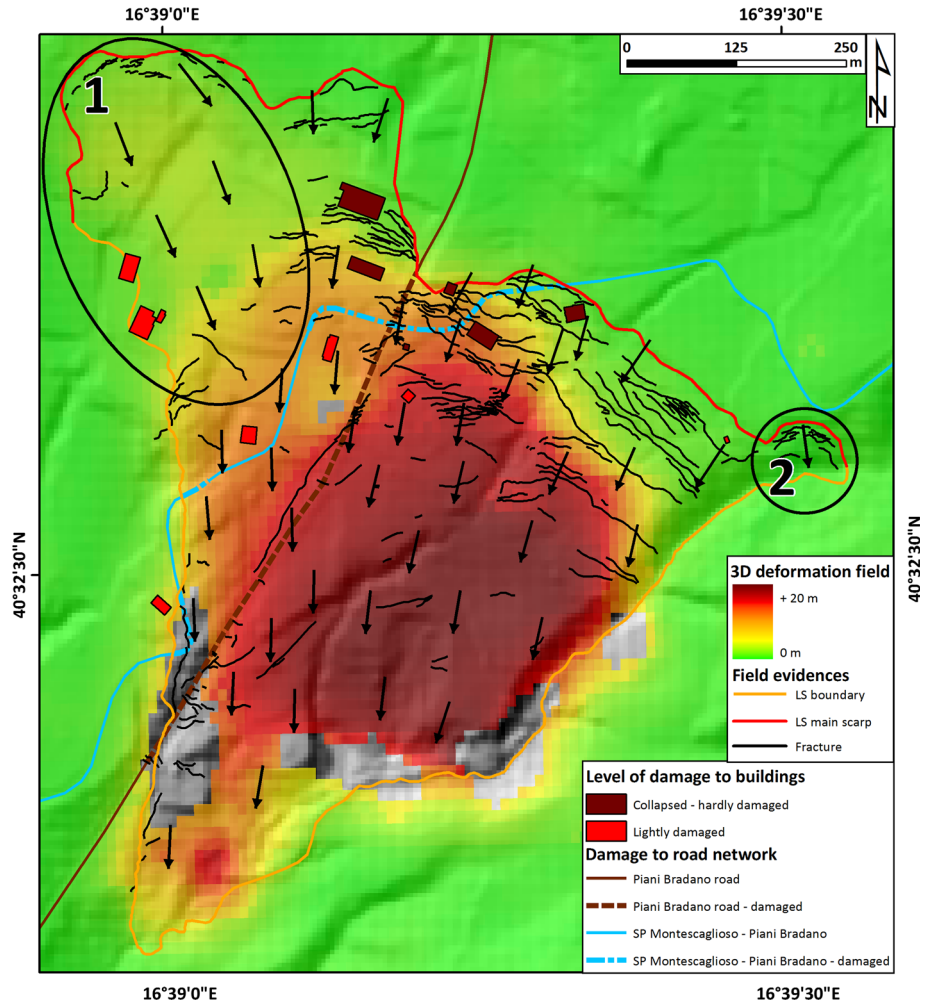 16°39'0"E
16°39'30"E
0
125
250
m
N
1
2
40°32'30"N
40°32'30"N
3D deformation field
+ 20 m
0 m
Field evidences
LS boundary
LS main scarp
Fracture
Level of damage to buildings
Collapsed - hardly damaged
Lightly damaged
Damage to road network
Piani Bradano road
Piani Bradano road - damaged
SP Montescaglioso - Piani Bradano
SP Montescaglioso - Piani Bradano - damaged
16°39'0"E
16°39'30"E